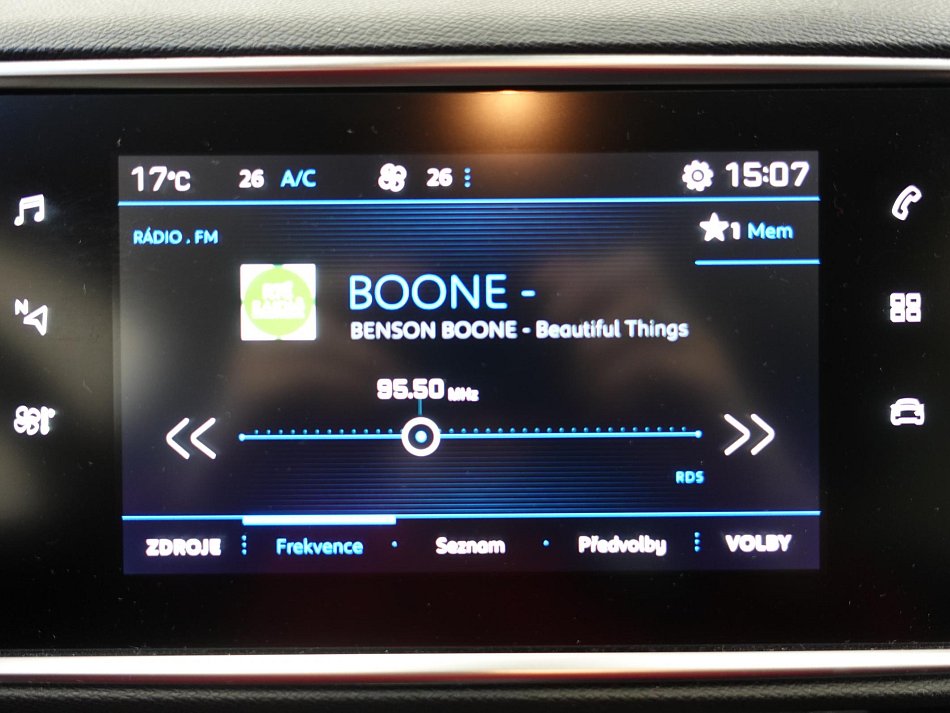 17°C 26 A/C 26 15:07
RÁDIO . FM
1 Mem
BOONE -
BENSON BOONE - Beautiful Things
95.50 MHz
RDS
ZDROJE Frekvence Seznam Předvolby VOLBY
N